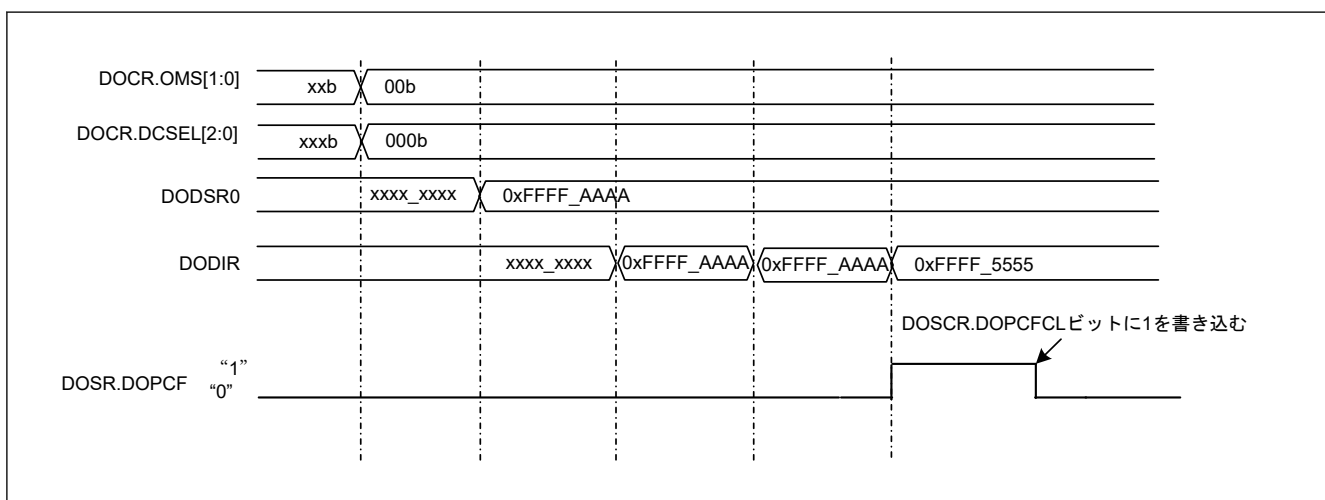 DOCR.OMS[1:0] xxb 00b
DOCR.DCSEL[2:0] xxxb 000b
DODSR0 xxxx_xxxx 0xFFFF_AAAA
DODIR xxxx_xxxx 0xFFFF_AAAA 0xFFFF_AAAA 0xFFFF_5555
DOSCR.DOPCFCLビットに1を書き込む
“1”
DOSR.DOPCF “0”